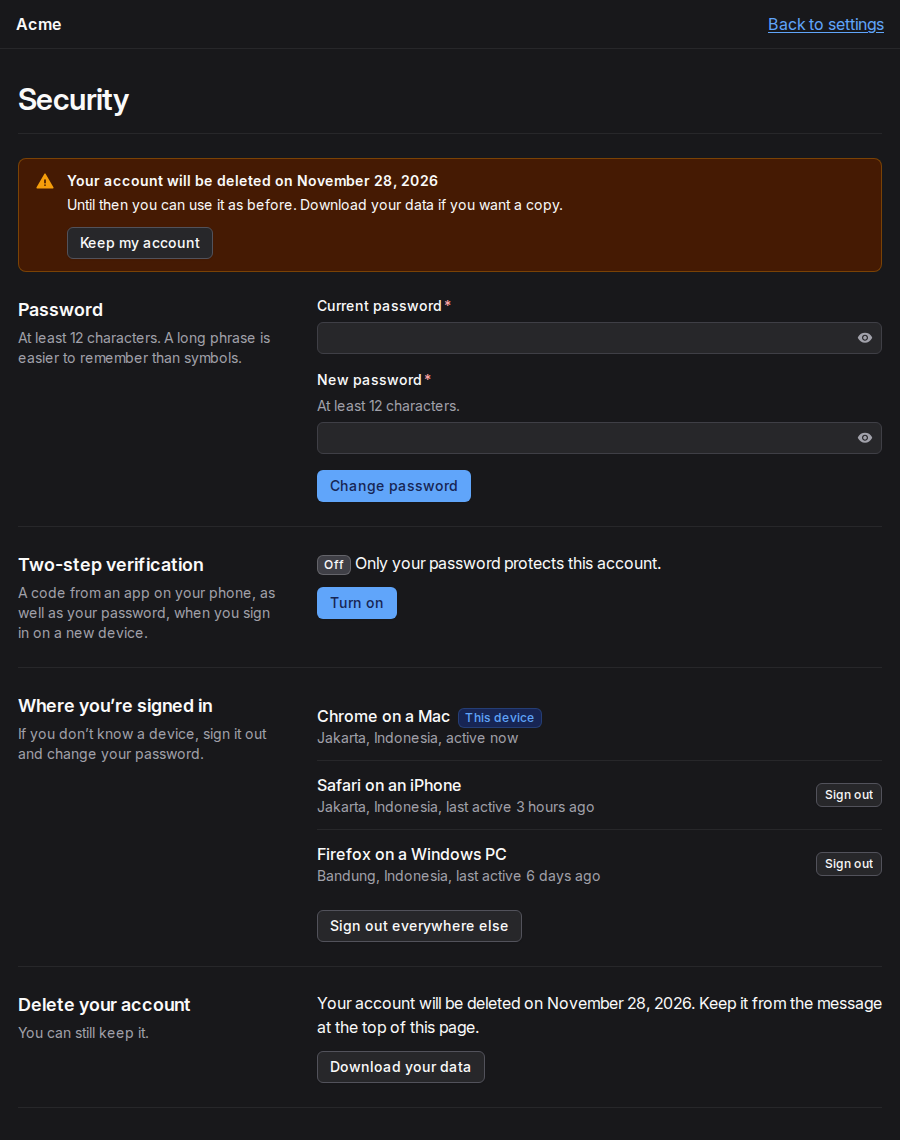 Acme
Back to settings
Security
Your account will be deleted on November 28, 2026
Until then you can use it as before. Download your data if you want a copy.
Keep my account
Password
At least 12 characters. A long phrase is
easier to remember than symbols.
Current password *
New password *
At least 12 characters.
Change password
Two-step verification
A code from an app on your phone, as
well as your password, when you sign
in on a new device.
Off Only your password protects this account.
Turn on
Where you’re signed in
If you don’t know a device, sign it out
and change your password.
Chrome on a Mac This device
Jakarta, Indonesia, active now
Safari on an iPhone
Jakarta, Indonesia, last active 3 hours ago
Sign out
Firefox on a Windows PC
Bandung, Indonesia, last active 6 days ago
Sign out
Sign out everywhere else
Delete your account
You can still keep it.
Your account will be deleted on November 28, 2026. Keep it from the message
at the top of this page.
Download your data